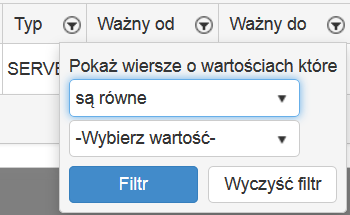 Typ Ważny od Ważny do
Pokaż wiersze o wartościach które
SERVE
są równe
-Wybierz wartość-
Filtr Wyczyść filtr